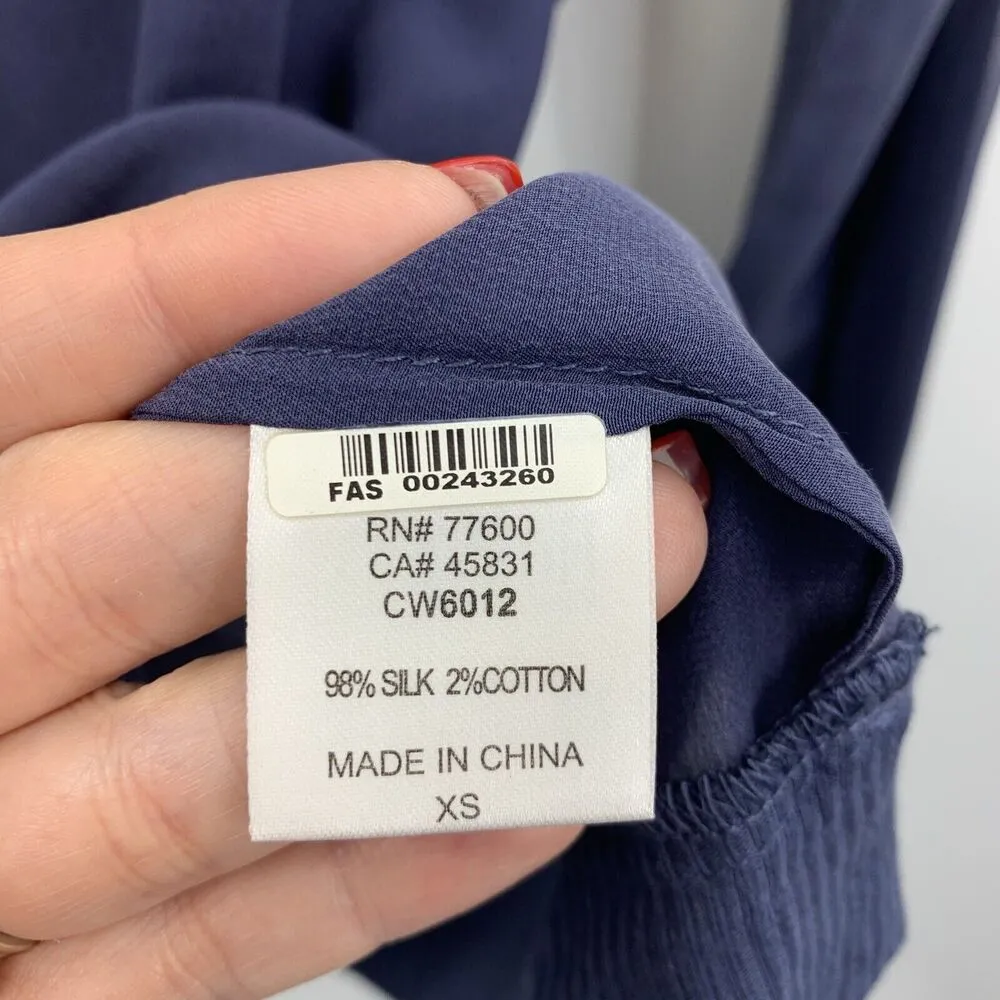 FAS 00243260
RN# 77600
CA# 45831
CW6012
98% SILK 2%COTTON
MADE IN CHINA
XS